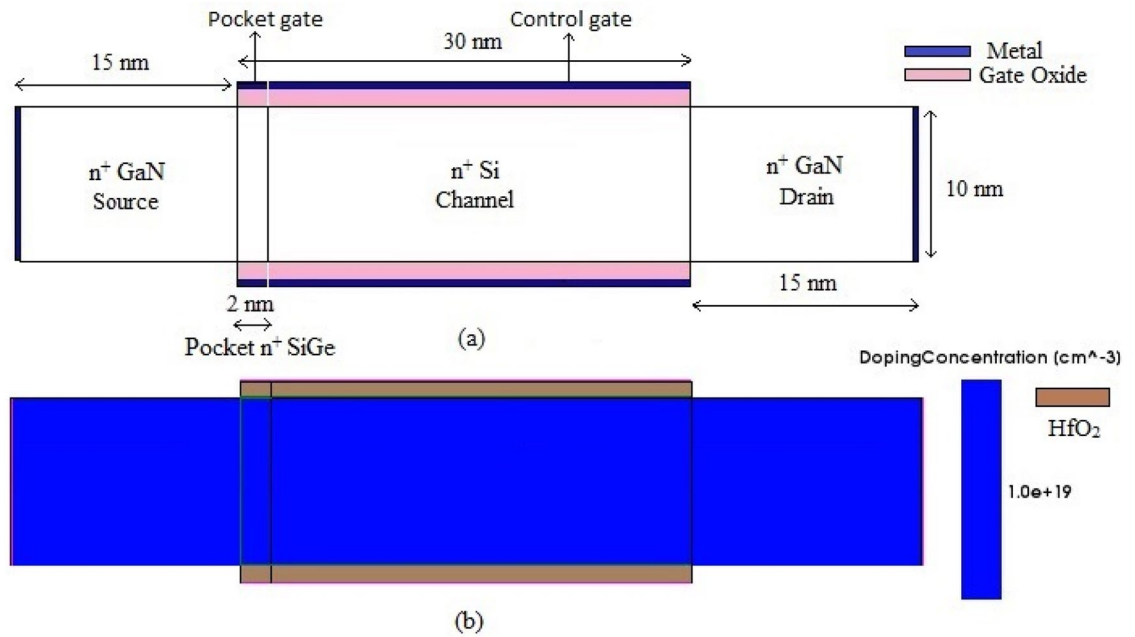 Pocket gate
Control gate
30 nm
15 nm
Metal
Gate Oxide
n⁺ GaN
Source
n⁺ Si
Channel
n⁺ GaN
Drain
10 nm
15 nm
2 nm
(a)
Pocket n⁺ SiGe
DopingConcentration (cm^-3)
HfO₂
1.0e+19
(b)